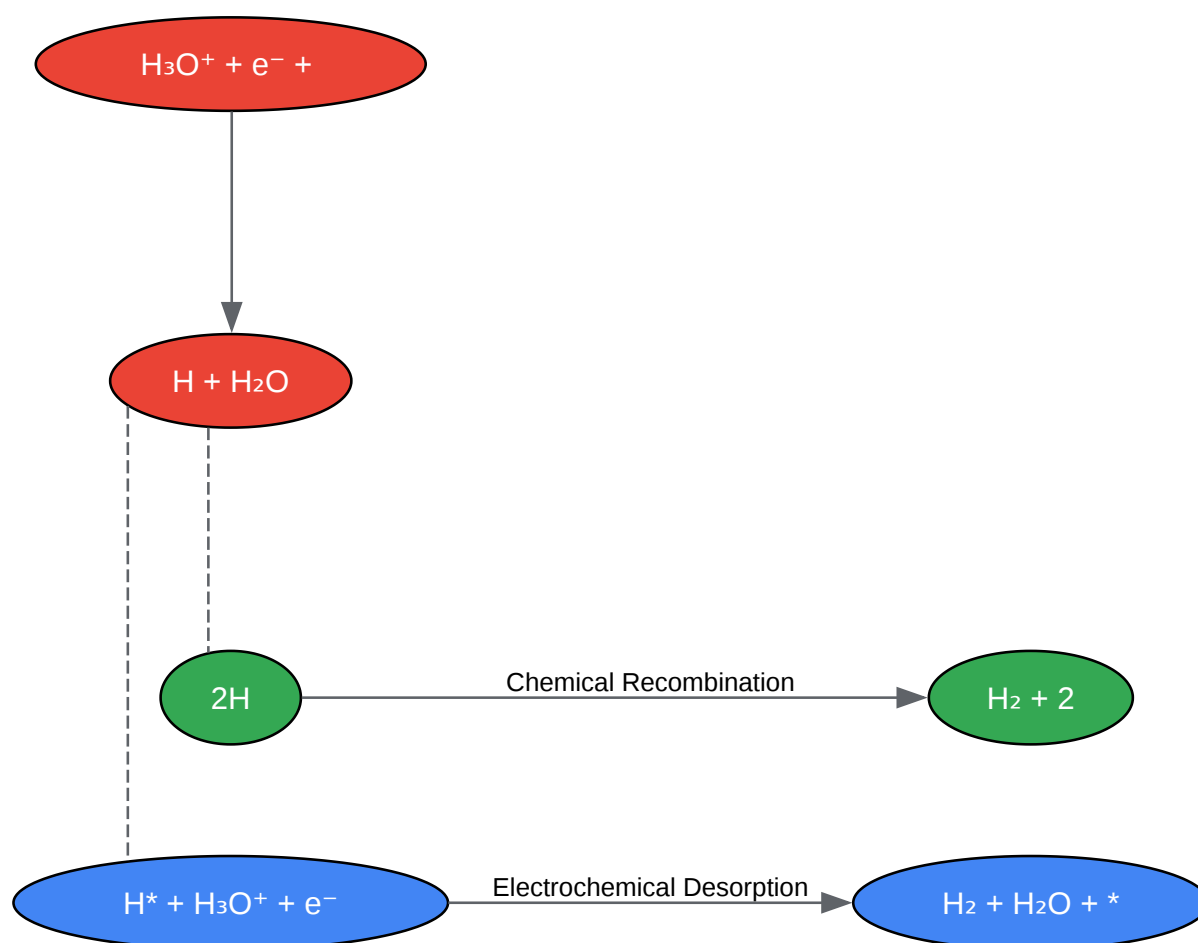 H₃O⁺ + e⁻ +
H + H₂O
2H
Chemical Recombination
H₂ + 2
H* + H₃O⁺ + e⁻
Electrochemical Desorption
H₂ + H₂O + *